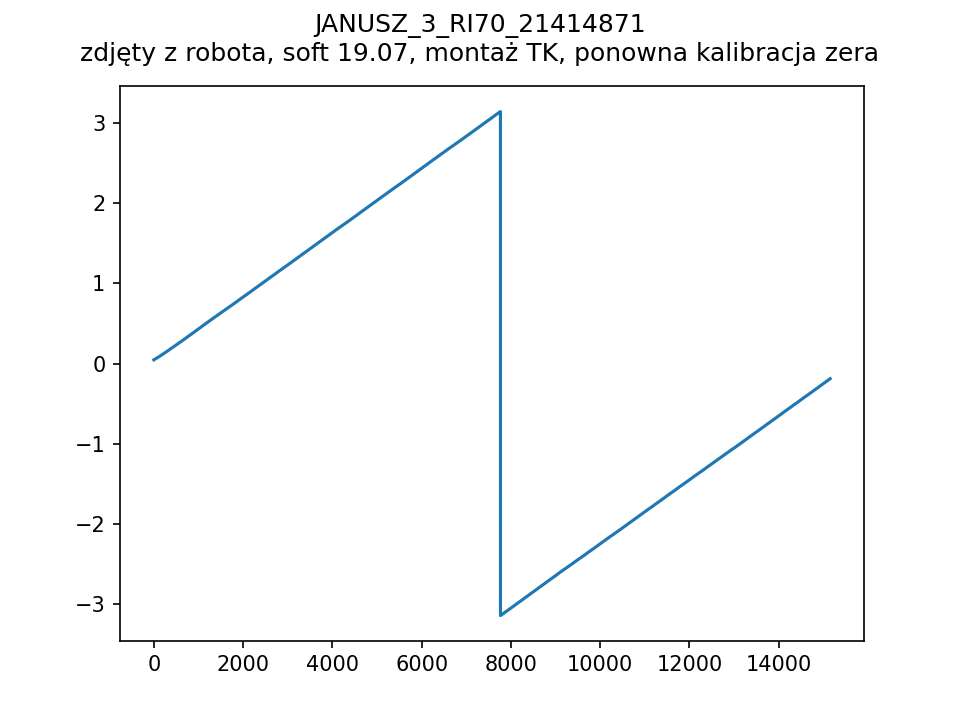 JANUSZ_3_RI70_21414871
zdjęty z robota, soft 19.07, montaż TK, ponowna kalibracja zera
3
2
1
0
−1
−2
−3
0 2000 4000 6000 8000 10000 12000 14000